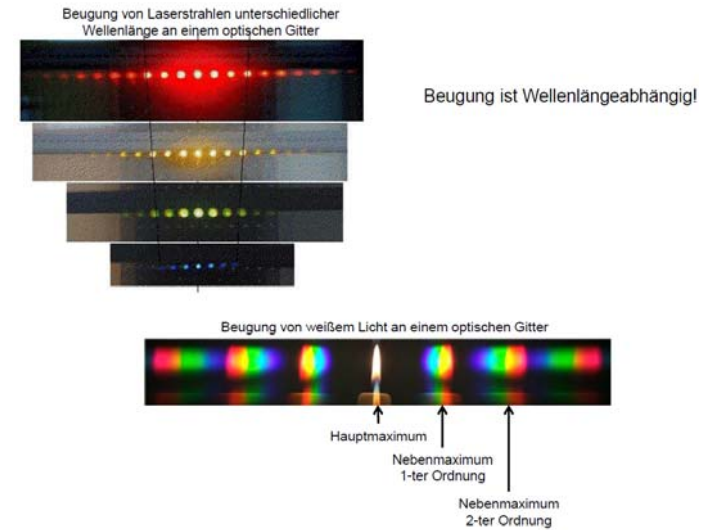 Beugung von Laserstrahlen unterschiedlicher
Wellenlänge an einem optischen Gitter
Beugung ist Wellenlängeabhängig!
Beugung von weißem Licht an einem optischen Gitter
Hauptmaximum
Nebenmaximum
1-ter Ordnung
Nebenmaximum
2-ter Ordnung